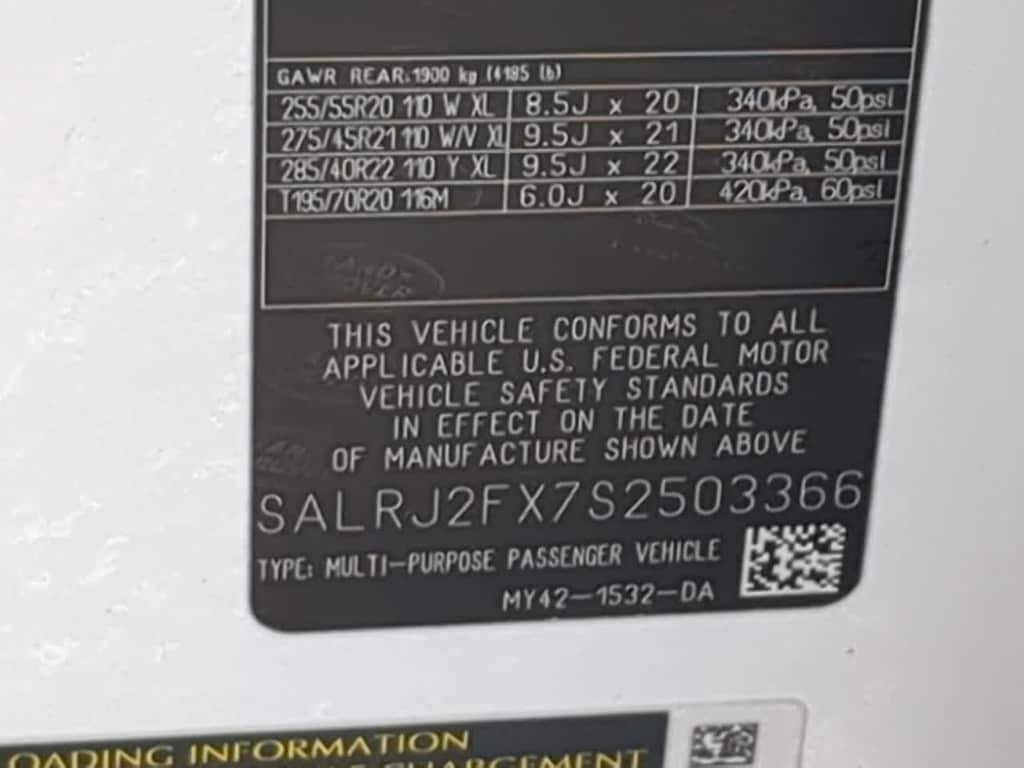 GAWR REAR:1900 kg (4185 lb)
255/55R20 110 W XL 8.5J x 20 340kPa, 50psi
275/45R21 110 W/V XL 9.5J x 21 340kPa, 50psi
285/40R22 110 Y XL 9.5J x 22 340kPa, 50psi
T195/70R20 116M 6.0J x 20 420kPa, 60psi
THIS VEHICLE CONFORMS TO ALL
APPLICABLE U.S. FEDERAL MOTOR
VEHICLE SAFETY STANDARDS
IN EFFECT ON THE DATE
OF MANUFACTURE SHOWN ABOVE
SALRJ2FX7S2503366
TYPE: MULTI-PURPOSE PASSENGER VEHICLE
MY42-1532-DA
OADING INFORMATION
CHARGEMENT